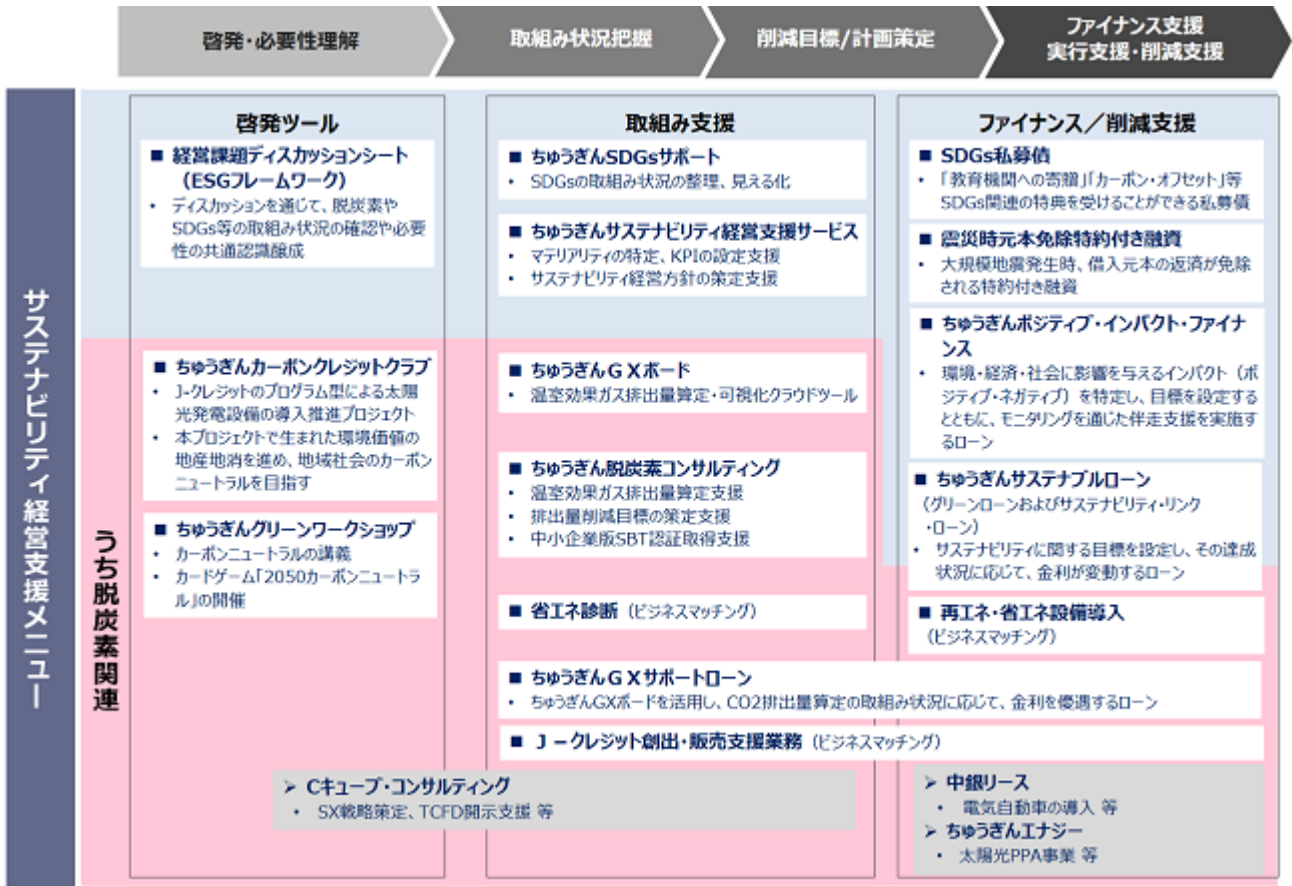 啓発・必要性理解
取組み状況把握
削減目標/計画策定
ファイナンス支援
実行支援・削減支援
サステナビリティ経営支援メニュー
うち脱炭素関連
啓発ツール
■ 経営課題ディスカッションシート
（ESGフレームワーク）
• ディスカッションを通じて、脱炭素や
SDGs等の取組み状況の確認や必要
性の共通認識醸成
■ ちゅうぎんカーボンクレジットクラブ
• J-クレジットのプログラム型による太陽
光発電設備の導入推進プロジェクト
• 本プロジェクトで生まれた環境価値の
地産地消を進め、地域社会のカーボン
ニュートラルを目指す
■ ちゅうぎんグリーンワークショップ
• カーボンニュートラルの講義
• カードゲーム「2050カーボンニュートラ
ル」の開催
取組み支援
■ ちゅうぎんSDGsサポート
• SDGsの取組み状況の整理、見える化
■ ちゅうぎんサステナビリティ経営支援サービス
• マテリアリティの特定、KPIの設定支援
• サステナビリティ経営方針の策定支援
■ ちゅうぎんGXボード
• 温室効果ガス排出量算定・可視化クラウドツール
■ ちゅうぎん脱炭素コンサルティング
• 温室効果ガス排出量算定支援
• 排出量削減目標の策定支援
• 中小企業版SBT認証取得支援
■ 省エネ診断（ビジネスマッチング）
ファイナンス／削減支援
■ SDGs私募債
• 「教育機関への寄贈」「カーボン・オフセット」等
SDGs関連の特典を受けることができる私募債
■ 震災時元本免除特約付き融資
• 大規模地震発生時、借入元本の返済が免除
される特約付き融資
■ ちゅうぎんポジティブ・インパクト・ファイナ
ンス
• 環境・経済・社会に影響を与えるインパクト（ポ
ジティブ・ネガティブ）を特定し、目標を設定する
とともに、モニタリングを通じた伴走支援を実施す
るローン
■ ちゅうぎんサステナブルローン
（グリーンローンおよびサステナビリティ・リンク
・ローン）
• サステナビリティに関する目標を設定し、その達成
状況に応じて、金利が変動するローン
■ 再エネ・省エネ設備導入
（ビジネスマッチング）
■ ちゅうぎんGXサポートローン
• ちゅうぎんGXボードを活用し、CO2排出量算定の取組み状況に応じて、金利を優遇するローン
■ J－クレジット創出・販売支援業務（ビジネスマッチング）
➢ Cキューブ・コンサルティング
• SX戦略策定、TCFD開示支援 等
➢ 中銀リース
• 電気自動車の導入 等
➢ ちゅうぎんエナジー
• 太陽光PPA事業 等